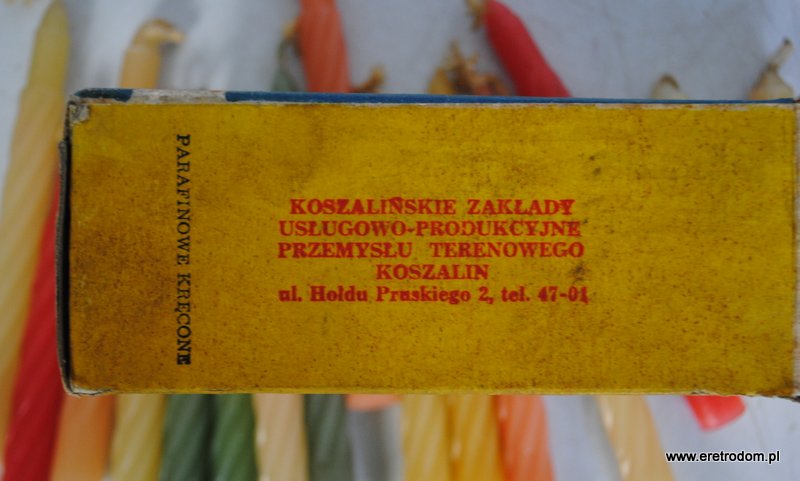 PARAFINOWE KRĘCONE
KOSZALIŃSKIE ZAKŁADY
USŁUGOWO-PRODUKCYJNE
PRZEMYSŁU TERENOWEGO
KOSZALIN
ul. Hołdu Pruskiego 2, tel. 47-01
www.eretrodom.pl